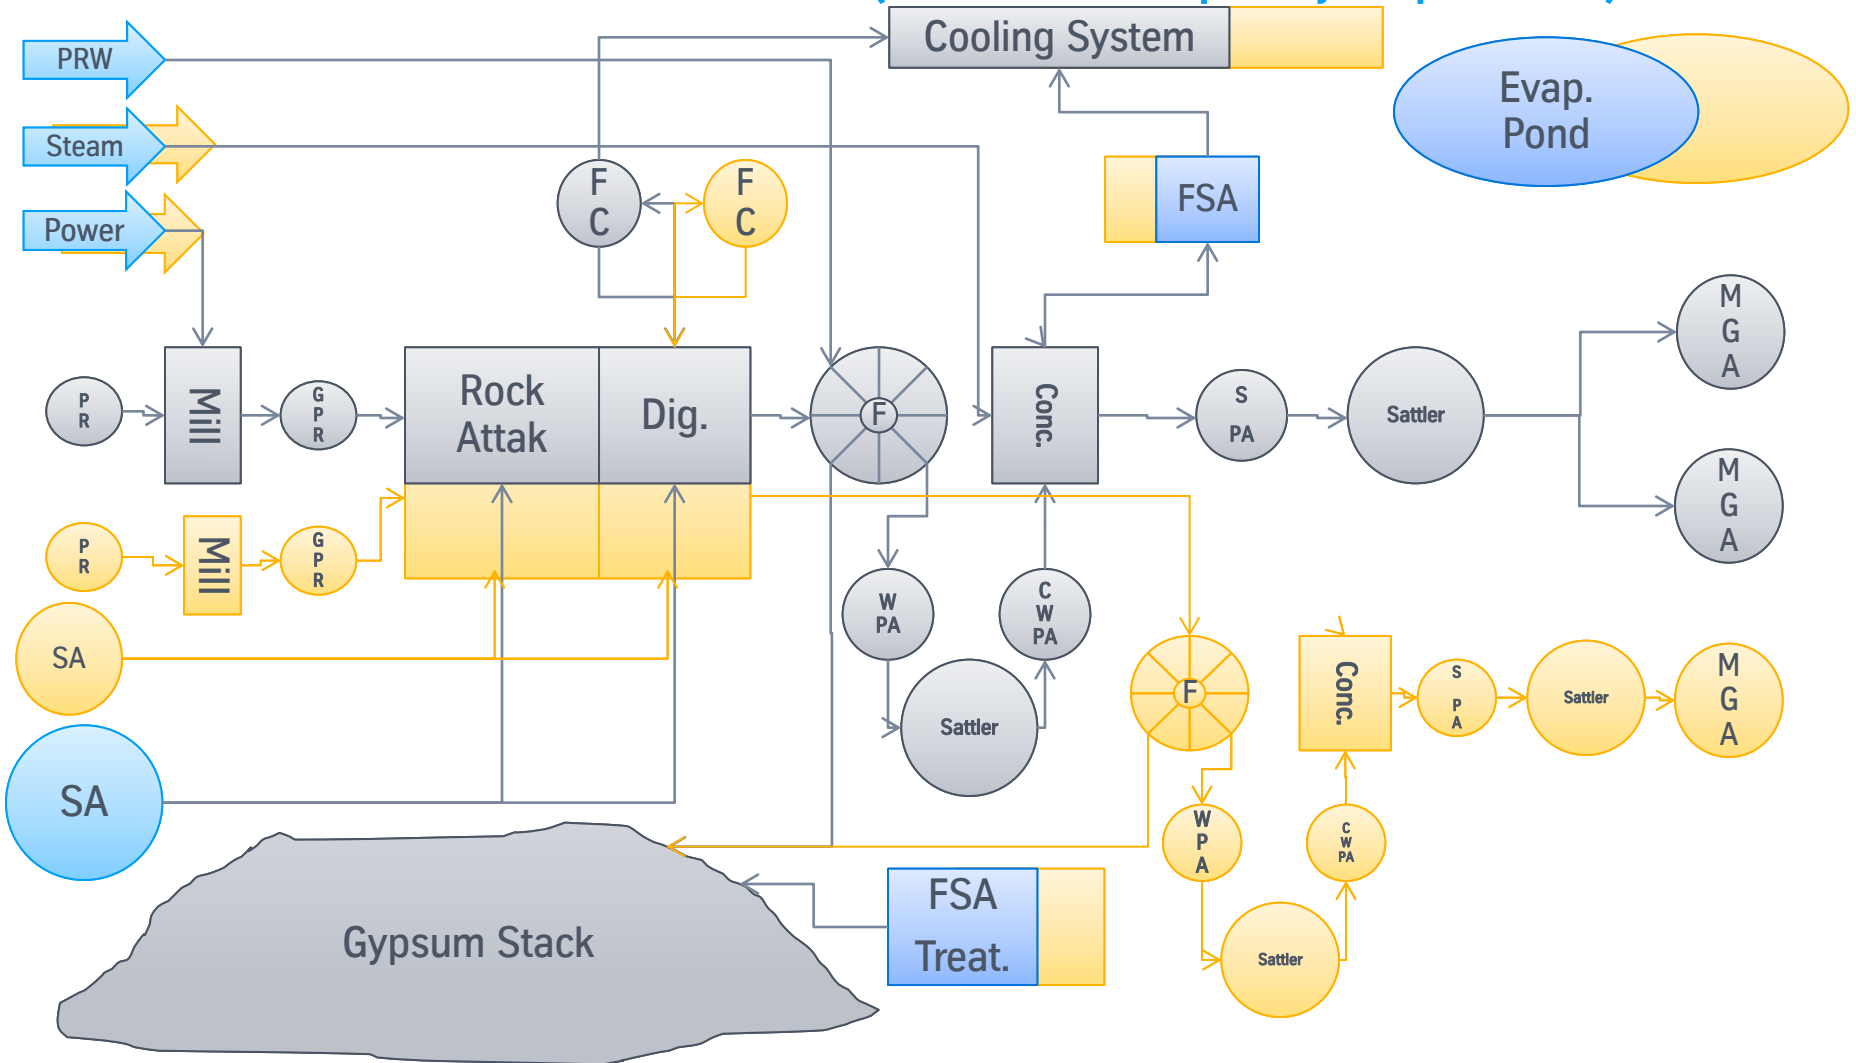 Cooling System
PRW
Evap.
Pond
Steam
F
C
F
C
FSA
Power
M
G
A
Mill
P
R
G
P
R
Rock
Attak
Dig.
F
Conc.
S
PA
Sattler
M
G
A
P
R
Mill
G
P
R
W
PA
C
W
PA
SA
Sattler
F
Conc.
S
P
A
Sattler
M
G
A
SA
W
P
A
C
W
PA
FSA
Treat.
Gypsum Stack
Sattler